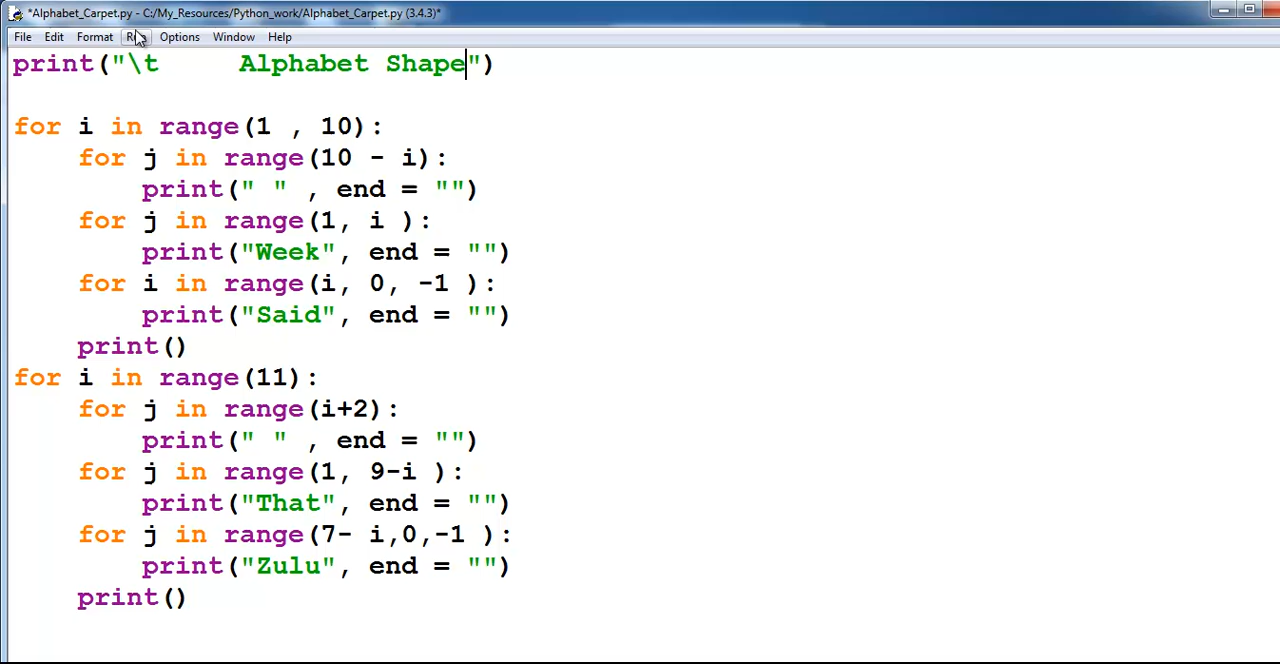 *Alphabet_Carpet.py - C:/My_Resources/Python_work/Alphabet_Carpet.py (3.4.3)*
File Edit Format Run Options Window Help
print("\t     Alphabet Shape")
for i in range(1 , 10):
    for j in range(10 - i):
        print(" " , end = "")
    for j in range(1, i ):
        print("Week", end = "")
    for i in range(i, 0, -1 ):
        print("Said", end = "")
    print()
for i in range(11):
    for j in range(i+2):
        print(" " , end = "")
    for j in range(1, 9-i ):
        print("That", end = "")
    for j in range(7- i,0,-1 ):
        print("Zulu", end = "")
    print()